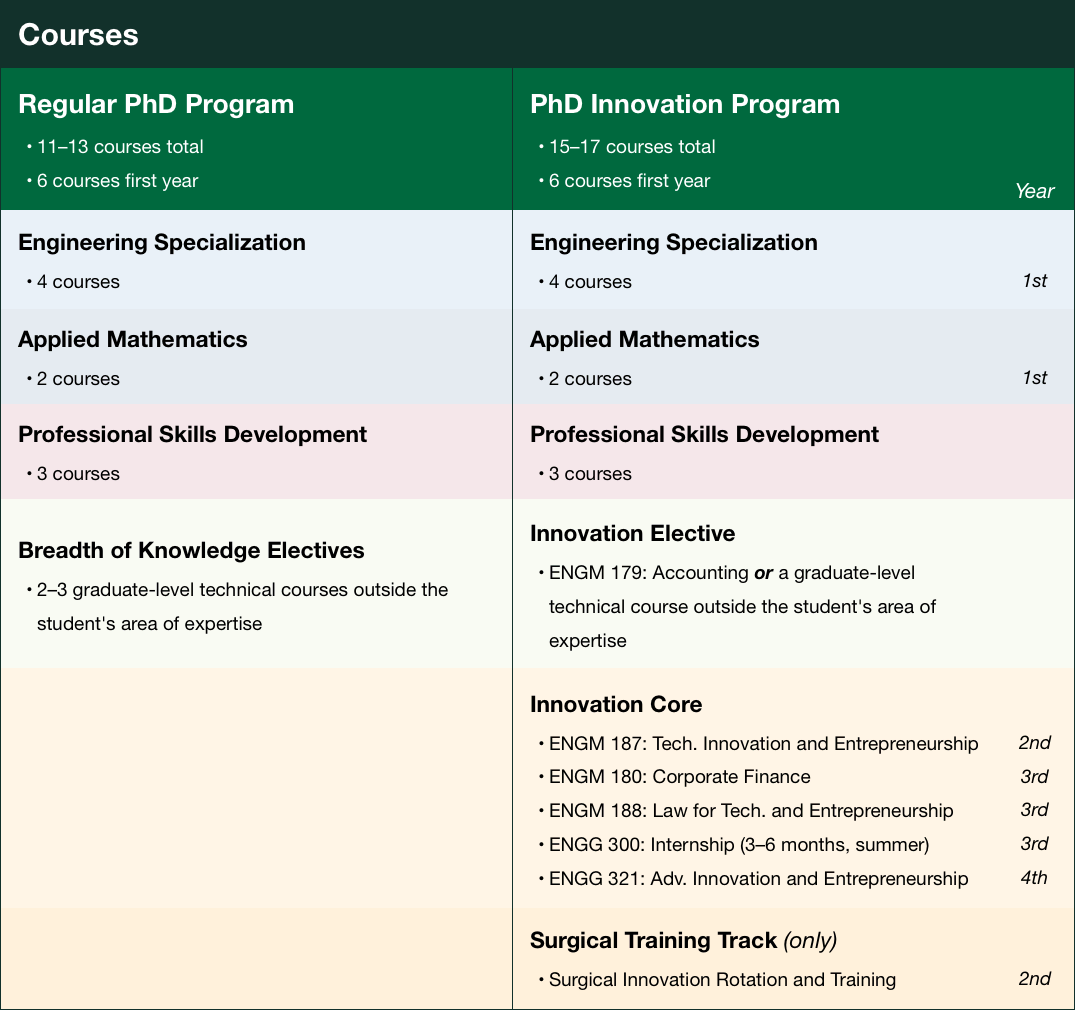 Courses
Regular PhD Program
• 11–13 courses total
• 6 courses first year
PhD Innovation Program
• 15–17 courses total
• 6 courses first year
Year
Engineering Specialization
• 4 courses
Engineering Specialization
• 4 courses 1st
Applied Mathematics
• 2 courses
Applied Mathematics
• 2 courses 1st
Professional Skills Development
• 3 courses
Professional Skills Development
• 3 courses
Breadth of Knowledge Electives
• 2–3 graduate-level technical courses outside the
student's area of expertise
Innovation Elective
• ENGM 179: Accounting or a graduate-level
technical course outside the student's area of
expertise
Innovation Core
• ENGM 187: Tech. Innovation and Entrepreneurship 2nd
• ENGM 180: Corporate Finance 3rd
• ENGM 188: Law for Tech. and Entrepreneurship 3rd
• ENGG 300: Internship (3–6 months, summer) 3rd
• ENGG 321: Adv. Innovation and Entrepreneurship 4th
Surgical Training Track (only)
• Surgical Innovation Rotation and Training 2nd